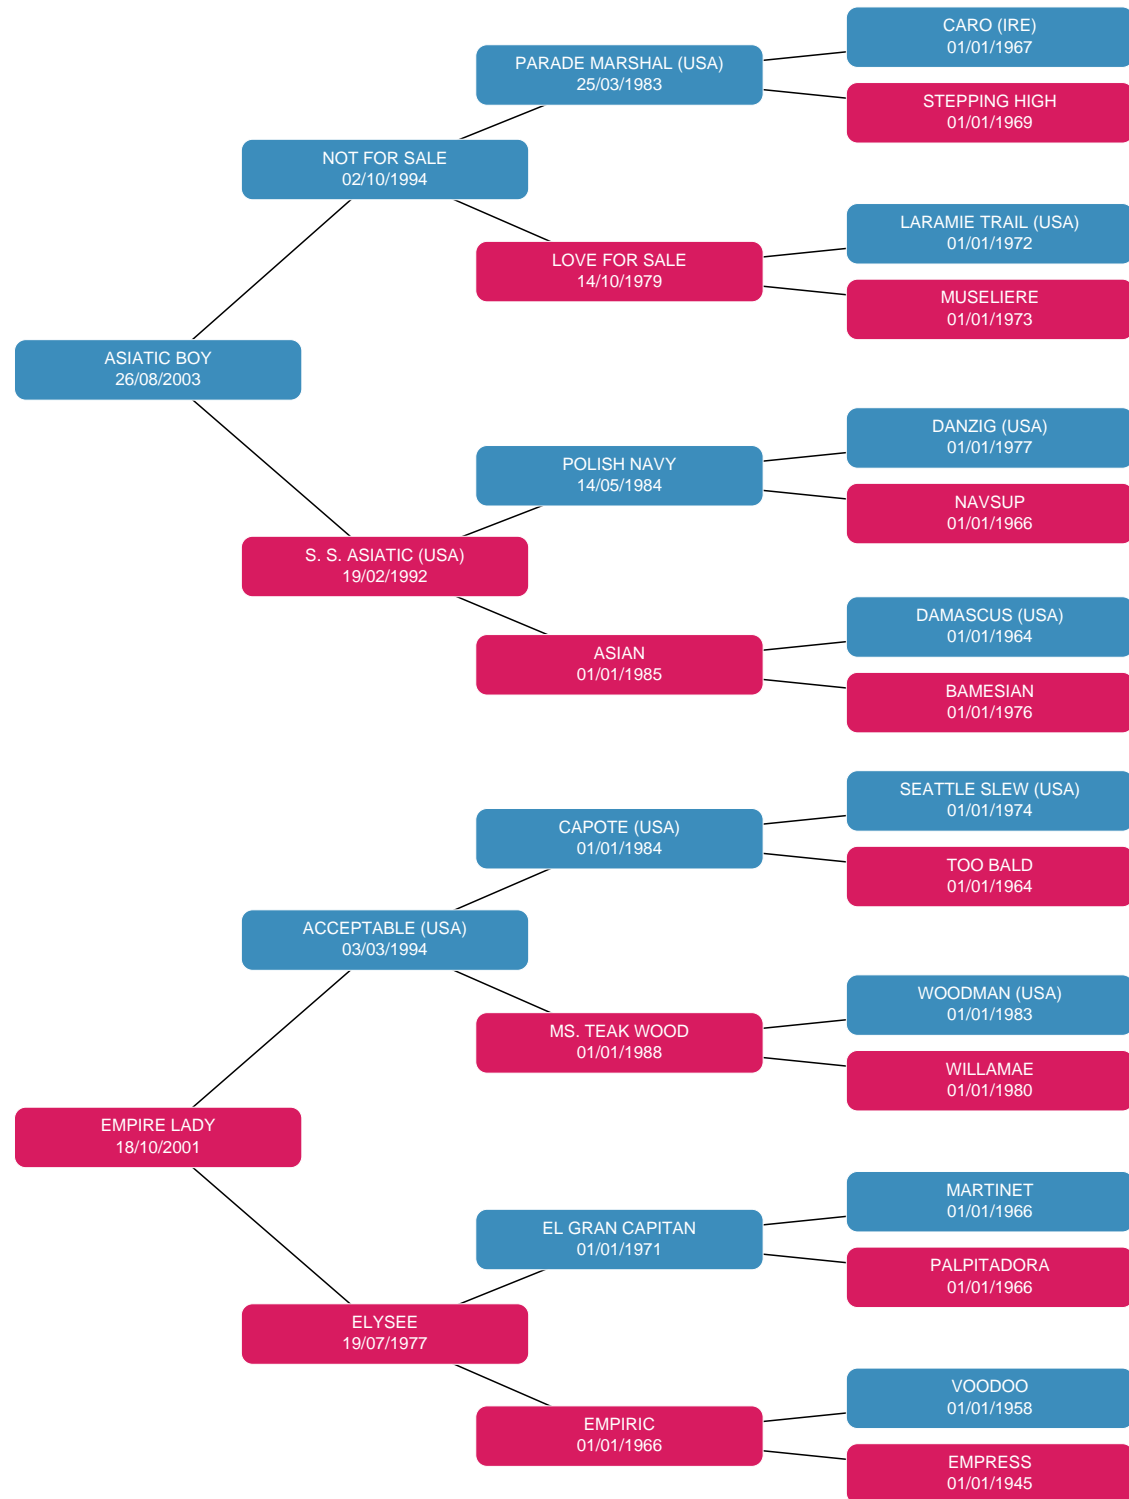 CARO (IRE)
01/01/1967
PARADE MARSHAL (USA)
25/03/1983
STEPPING HIGH
01/01/1969
NOT FOR SALE
02/10/1994
LARAMIE TRAIL (USA)
01/01/1972
LOVE FOR SALE
14/10/1979
MUSELIERE
01/01/1973
ASIATIC BOY
26/08/2003
DANZIG (USA)
01/01/1977
POLISH NAVY
14/05/1984
NAVSUP
01/01/1966
S. S. ASIATIC (USA)
19/02/1992
DAMASCUS (USA)
01/01/1964
ASIAN
01/01/1985
BAMESIAN
01/01/1976
SEATTLE SLEW (USA)
01/01/1974
CAPOTE (USA)
01/01/1984
TOO BALD
01/01/1964
ACCEPTABLE (USA)
03/03/1994
WOODMAN (USA)
01/01/1983
MS. TEAK WOOD
01/01/1988
WILLAMAE
01/01/1980
EMPIRE LADY
18/10/2001
MARTINET
01/01/1966
EL GRAN CAPITAN
01/01/1971
PALPITADORA
01/01/1966
ELYSEE
19/07/1977
VOODOO
01/01/1958
EMPIRIC
01/01/1966
EMPRESS
01/01/1945